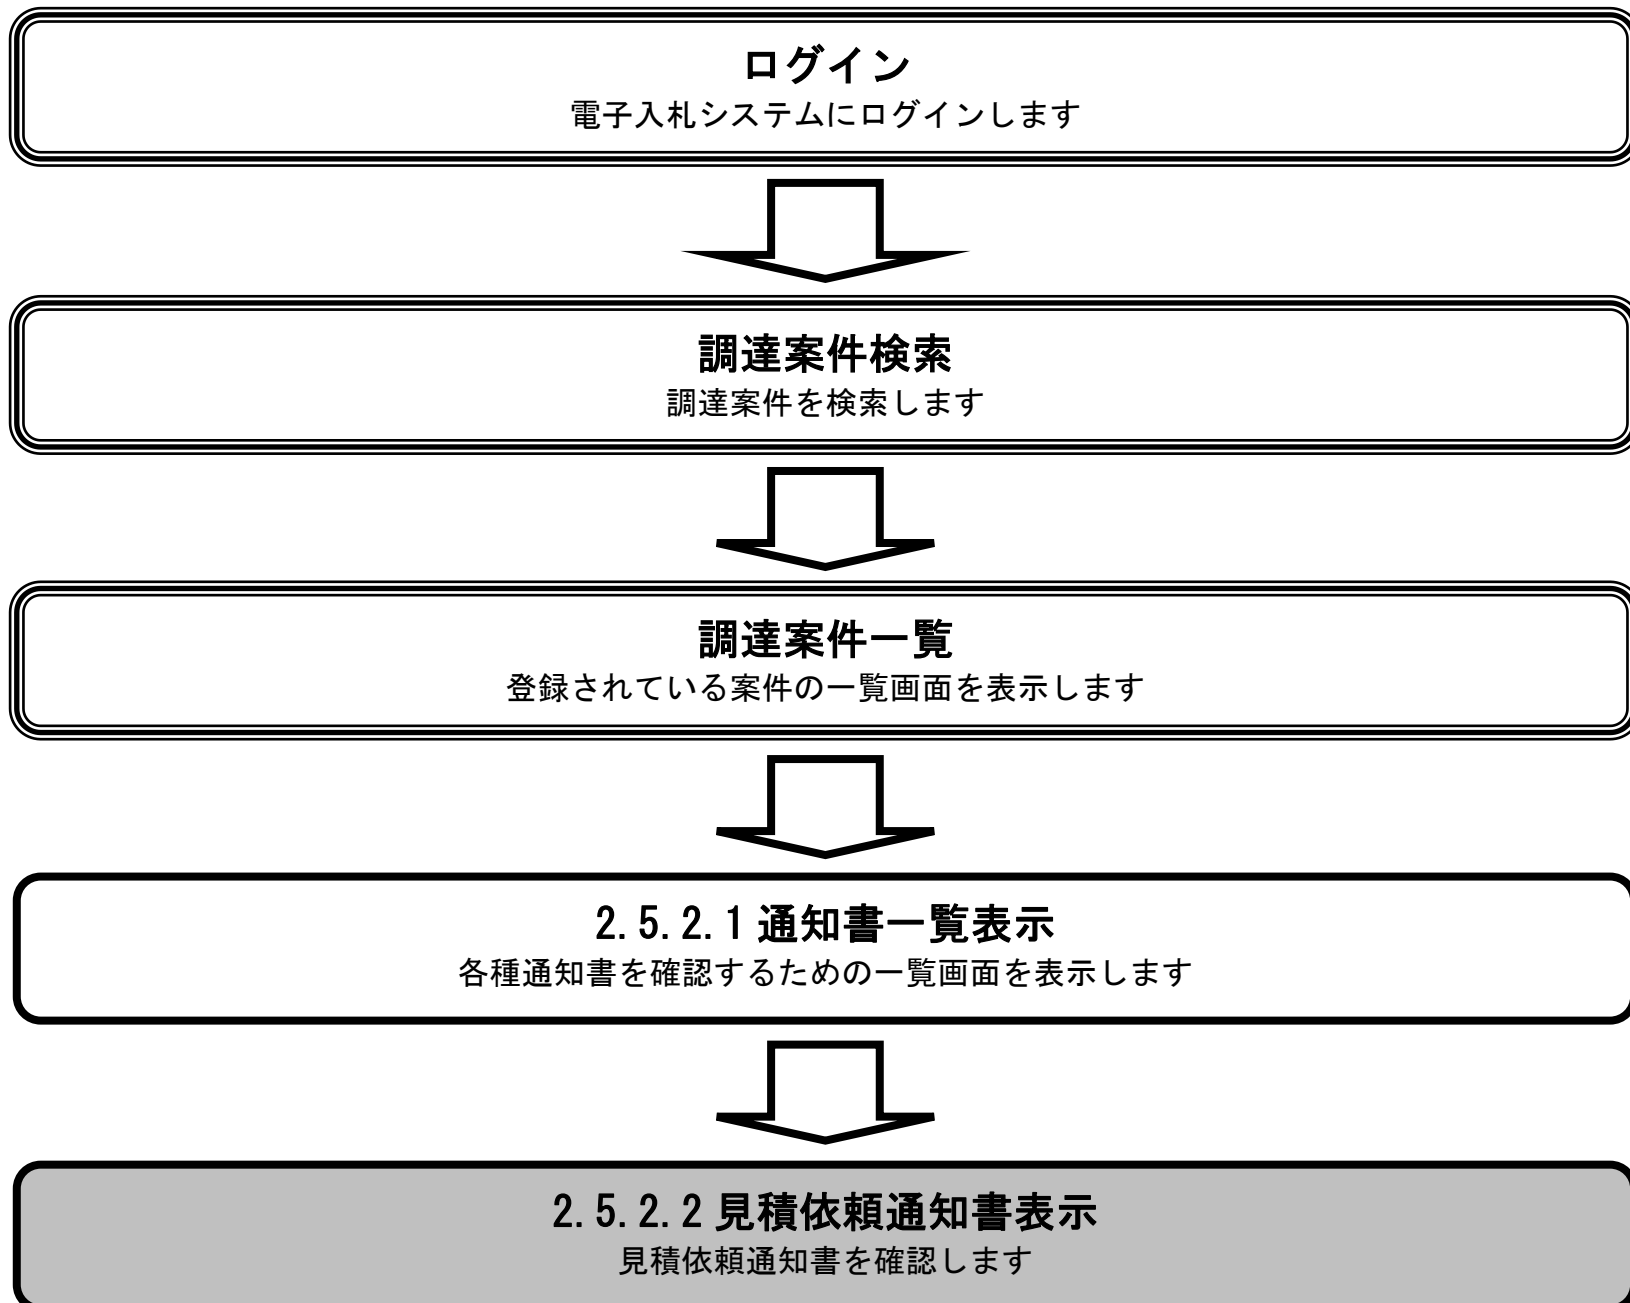 ログイン
電子入札システムにログインします
調達案件検索
調達案件を検索します
調達案件一覧
登録されている案件の一覧画面を表示します
2.5.2.1 通知書一覧表示
各種通知書を確認するための一覧画面を表示します
2.5.2.2 見積依頼通知書表示
見積依頼通知書を確認します